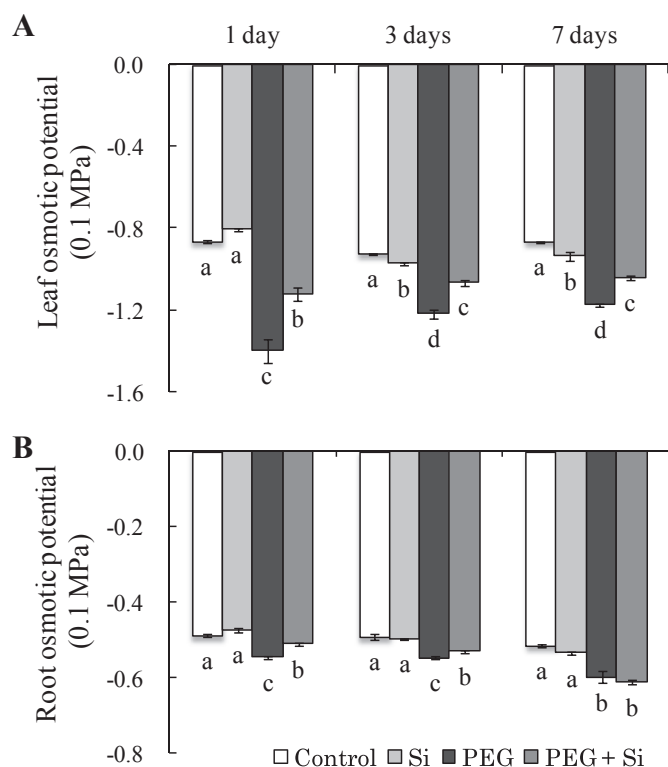 A
1 day 3 days 7 days
Leaf osmotic potential
(0.1 MPa)
0.0
-0.4
-0.8
-1.2
-1.6
a a c b
a b d c
a b d c
B
Root osmotic potential
(0.1 MPa)
0.0
-0.2
-0.4
-0.6
-0.8
a a c b
a a c b
a a b b
Control Si PEG PEG + Si